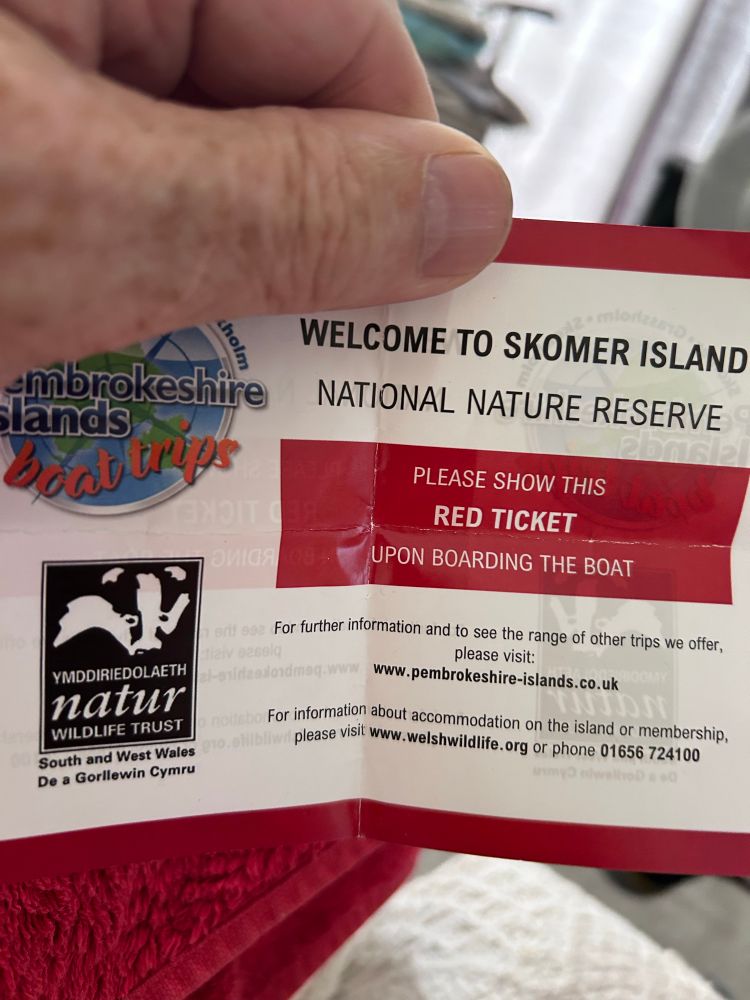 WELCOME TO SKOMER ISLAND
NATIONAL NATURE RESERVE
boat trips
PLEASE SHOW THIS
RED TICKET
UPON BOARDING THE BOAT
YMDDIRIEDOLAETH
natur
WILDLIFE TRUST
South and West Wales
De a Gorllewin Cymru
For further information and to see the range of other trips we offer,
please visit:
www.pembrokeshire-islands.co.uk
For information about accommodation on the island or membership,
please visit www.welshwildlife.org or phone 01656 724100